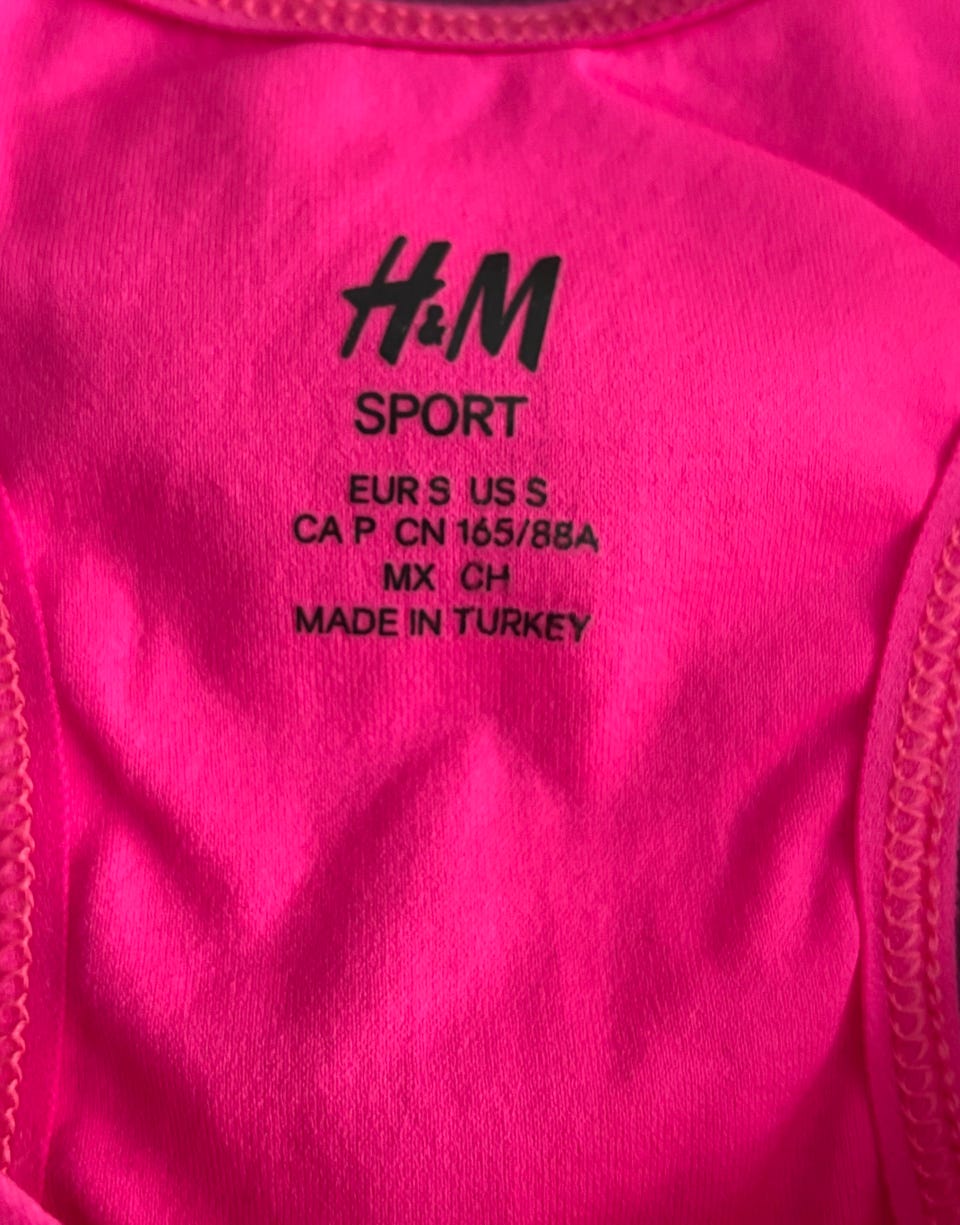 H&M
SPORT
EUR S US S
CA P CN 165/88A
MX CH
MADE IN TURKEY